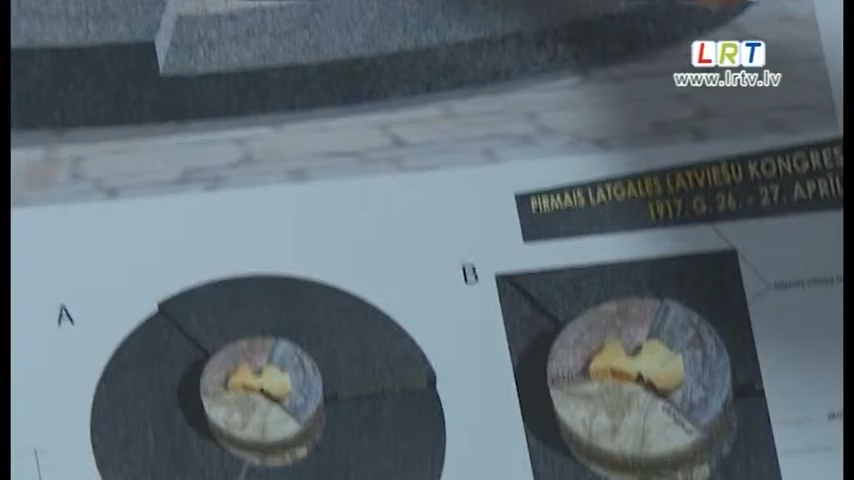 LRT
www.lrtv.lv
PIRMAIS LATGALES LATVIEŠU KONGRES
1917. G. 26. - 27. APRĪL
A
B